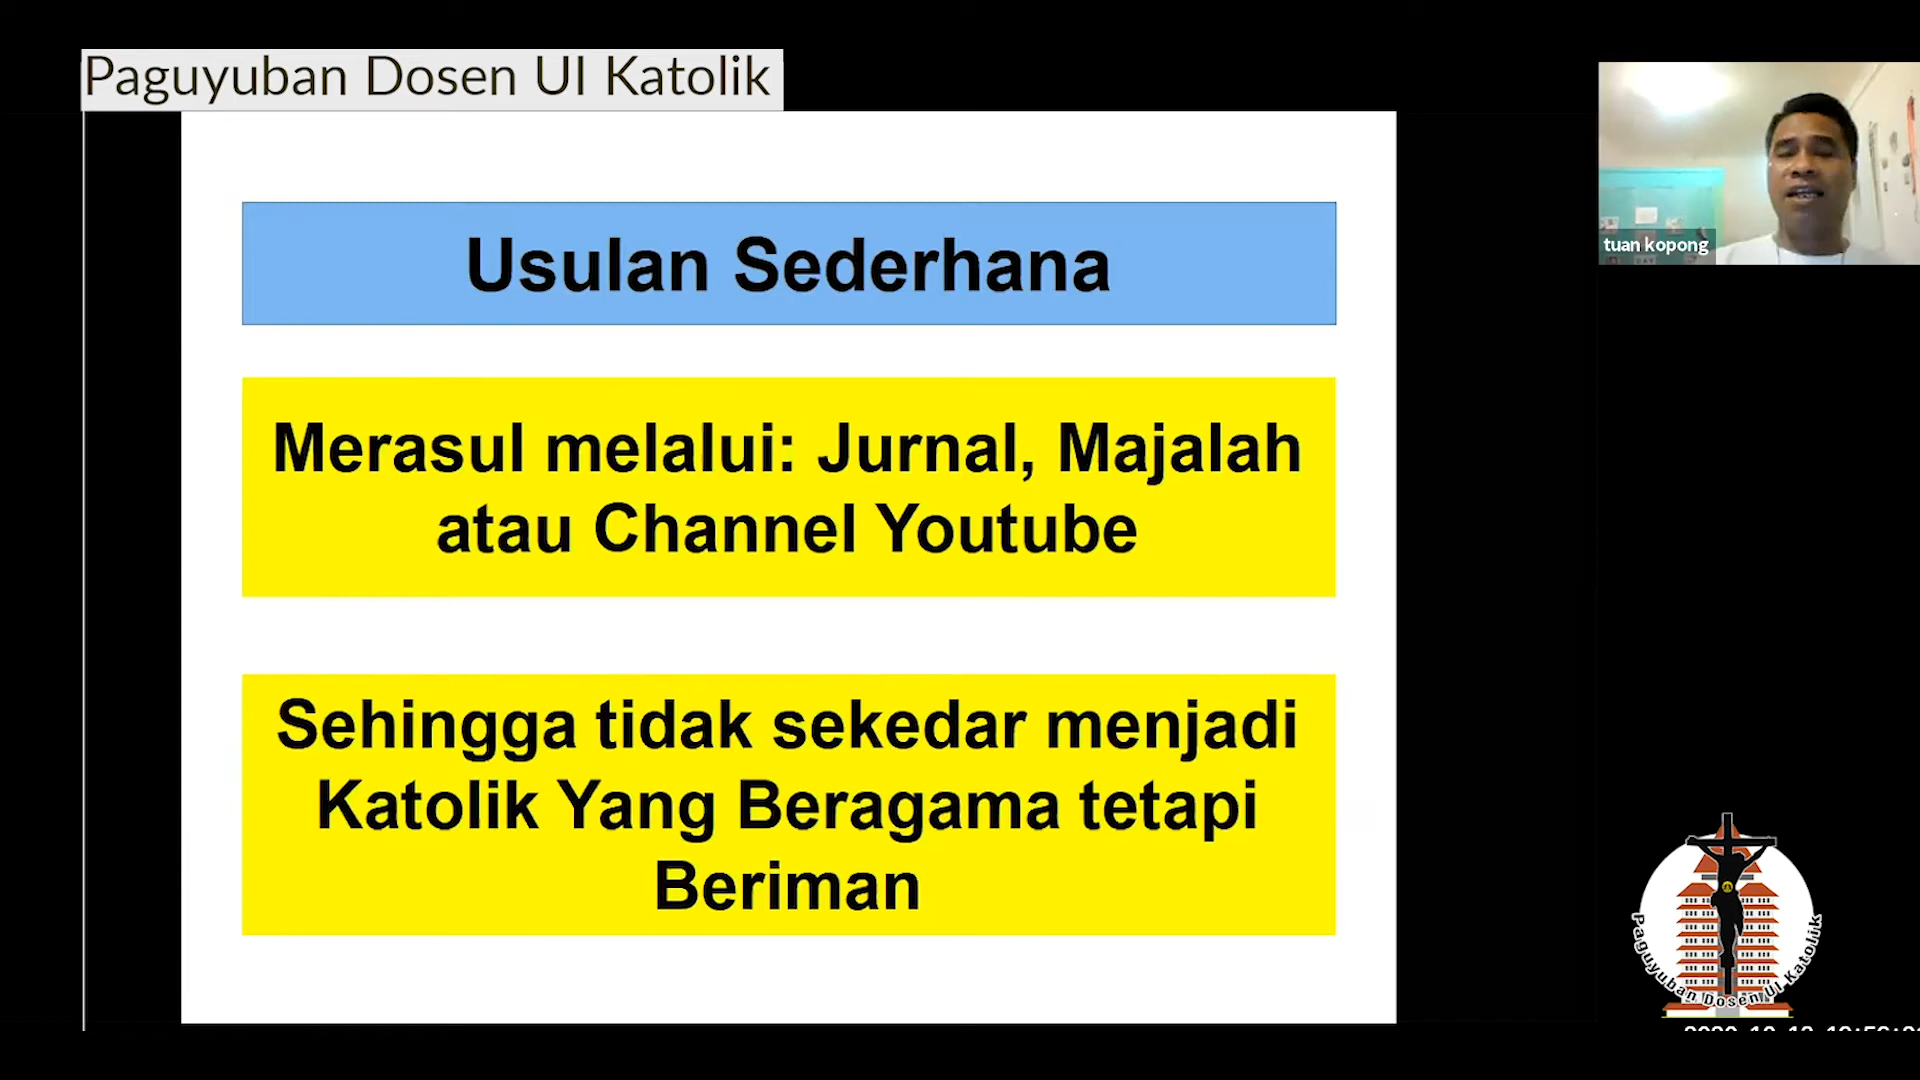 Paguyuban Dosen UI Katolik
Usulan Sederhana
Merasul melalui: Jurnal, Majalah
atau Channel Youtube
Sehingga tidak sekedar menjadi
Katolik Yang Beragama tetapi
Beriman
tuan kopong
Paguyuban Dosen UI Katolik